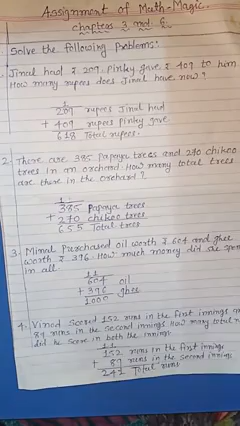 Assignment of Math-Magic.
chapters 3 and 6.
Solve the following Problems:
Jinal had ₹ 209. Pinky gave ₹ 409 to him
How many rupees does Jinal have now?
1
209 rupees Jinal had
+ 409 rupees Pinky gave
618 Total rupees.
2. There are 385 Papaya trees and 270 chikoo
trees in an orchard. How many total trees
are there in the orchard?
1
385 Papaya trees
+ 270 chikoo trees
655 Total trees
3. Mimal Purchased oil worth ₹ 604 and ghee
worth ₹ 396. How much money did
in all.
1 1
604 oil
+ 396 ghee
1000
4. Vinod Scored 152 runs in the first innings
89 runs in the second innings. How many total
did he Score in both the innings.
1 1
152 runs in the first innings
+ 89 runs in the second innings
241 Total runs